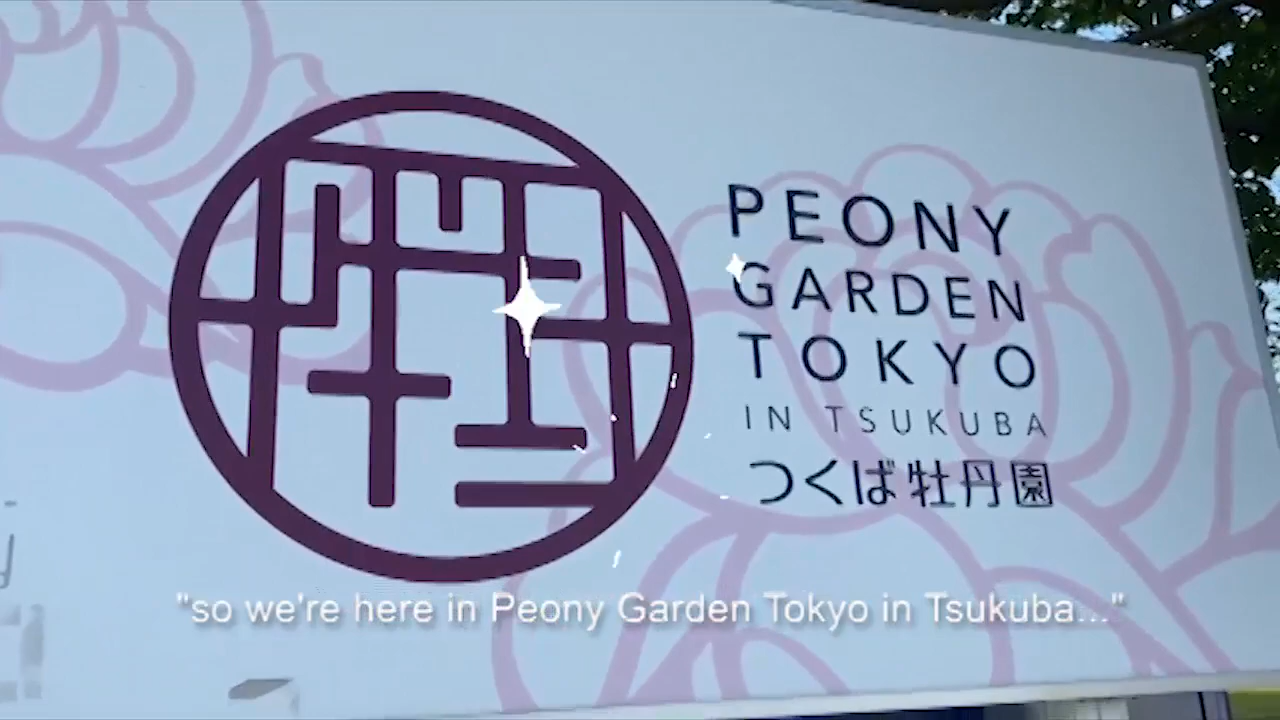 PEONY
GARDEN
TOKYO
IN TSUKUBA
つくば牡丹園
"so we're here in Peony Garden Tokyo in Tsukuba..."